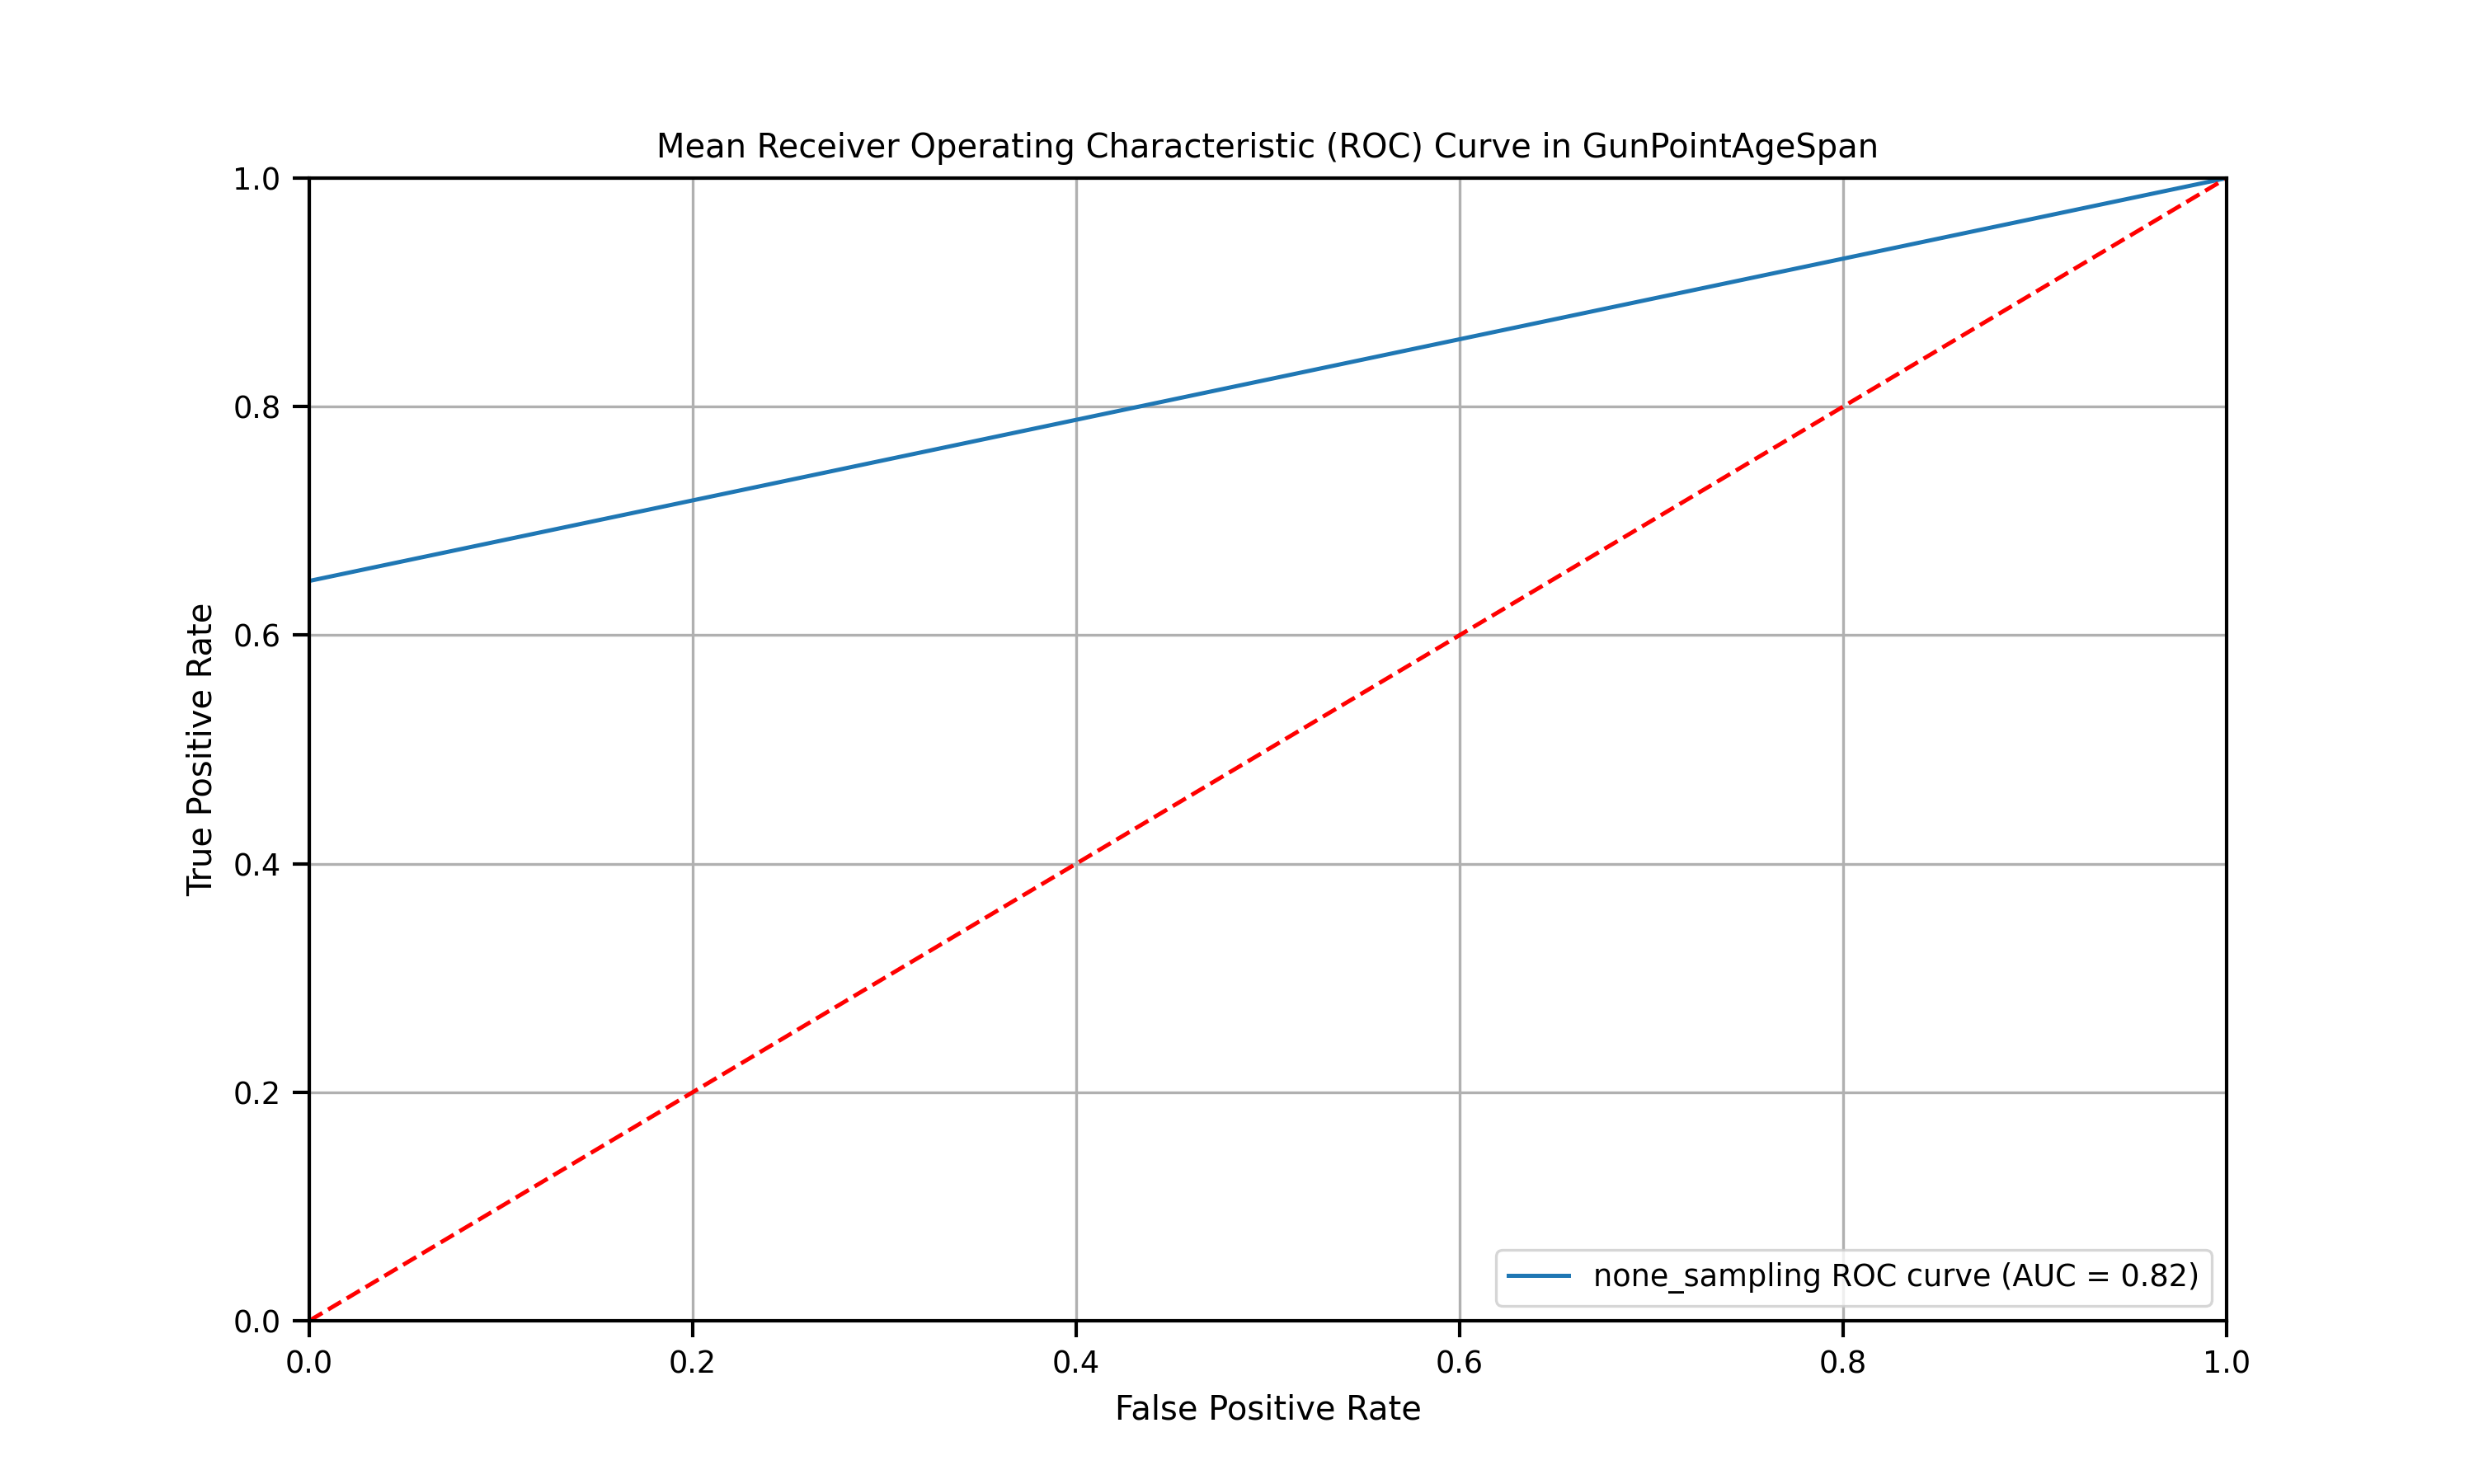 Mean Receiver Operating Characteristic (ROC) Curve in GunPointAgeSpan
1.0
0.8
0.6
0.4
0.2
0.0
True Positive Rate
none_sampling ROC curve (AUC = 0.82)
0.0 0.2 0.4 0.6 0.8 1.0
False Positive Rate